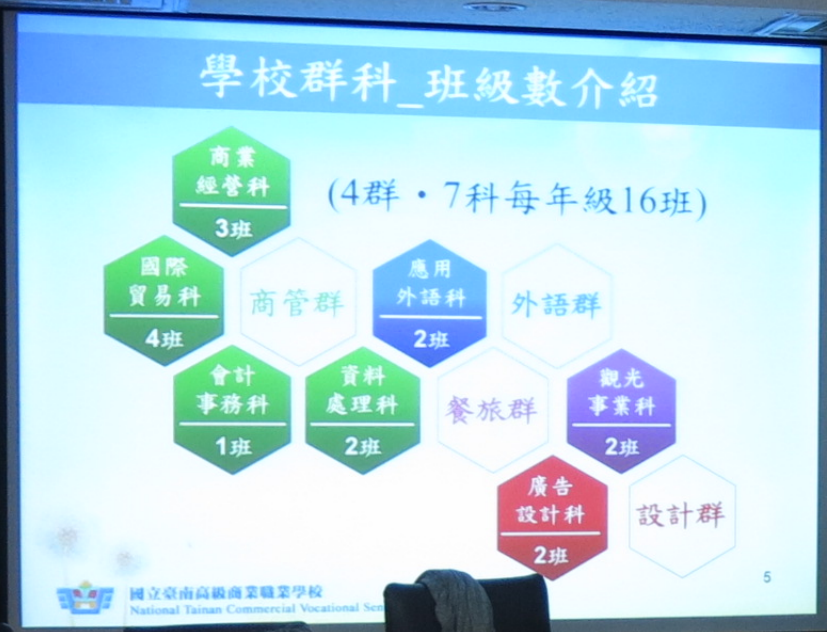 學校群科_班級數介紹
(4群・7科每年級16班)
商業
經營科
3班
國際
貿易科
4班
商管群
應用
外語科
2班
外語群
會計
事務科
1班
資料
處理科
2班
餐旅群
觀光
事業科
2班
廣告
設計科
2班
設計群
5
國立臺南高級商業職業學校
National Tainan Commercial Vocational Sen